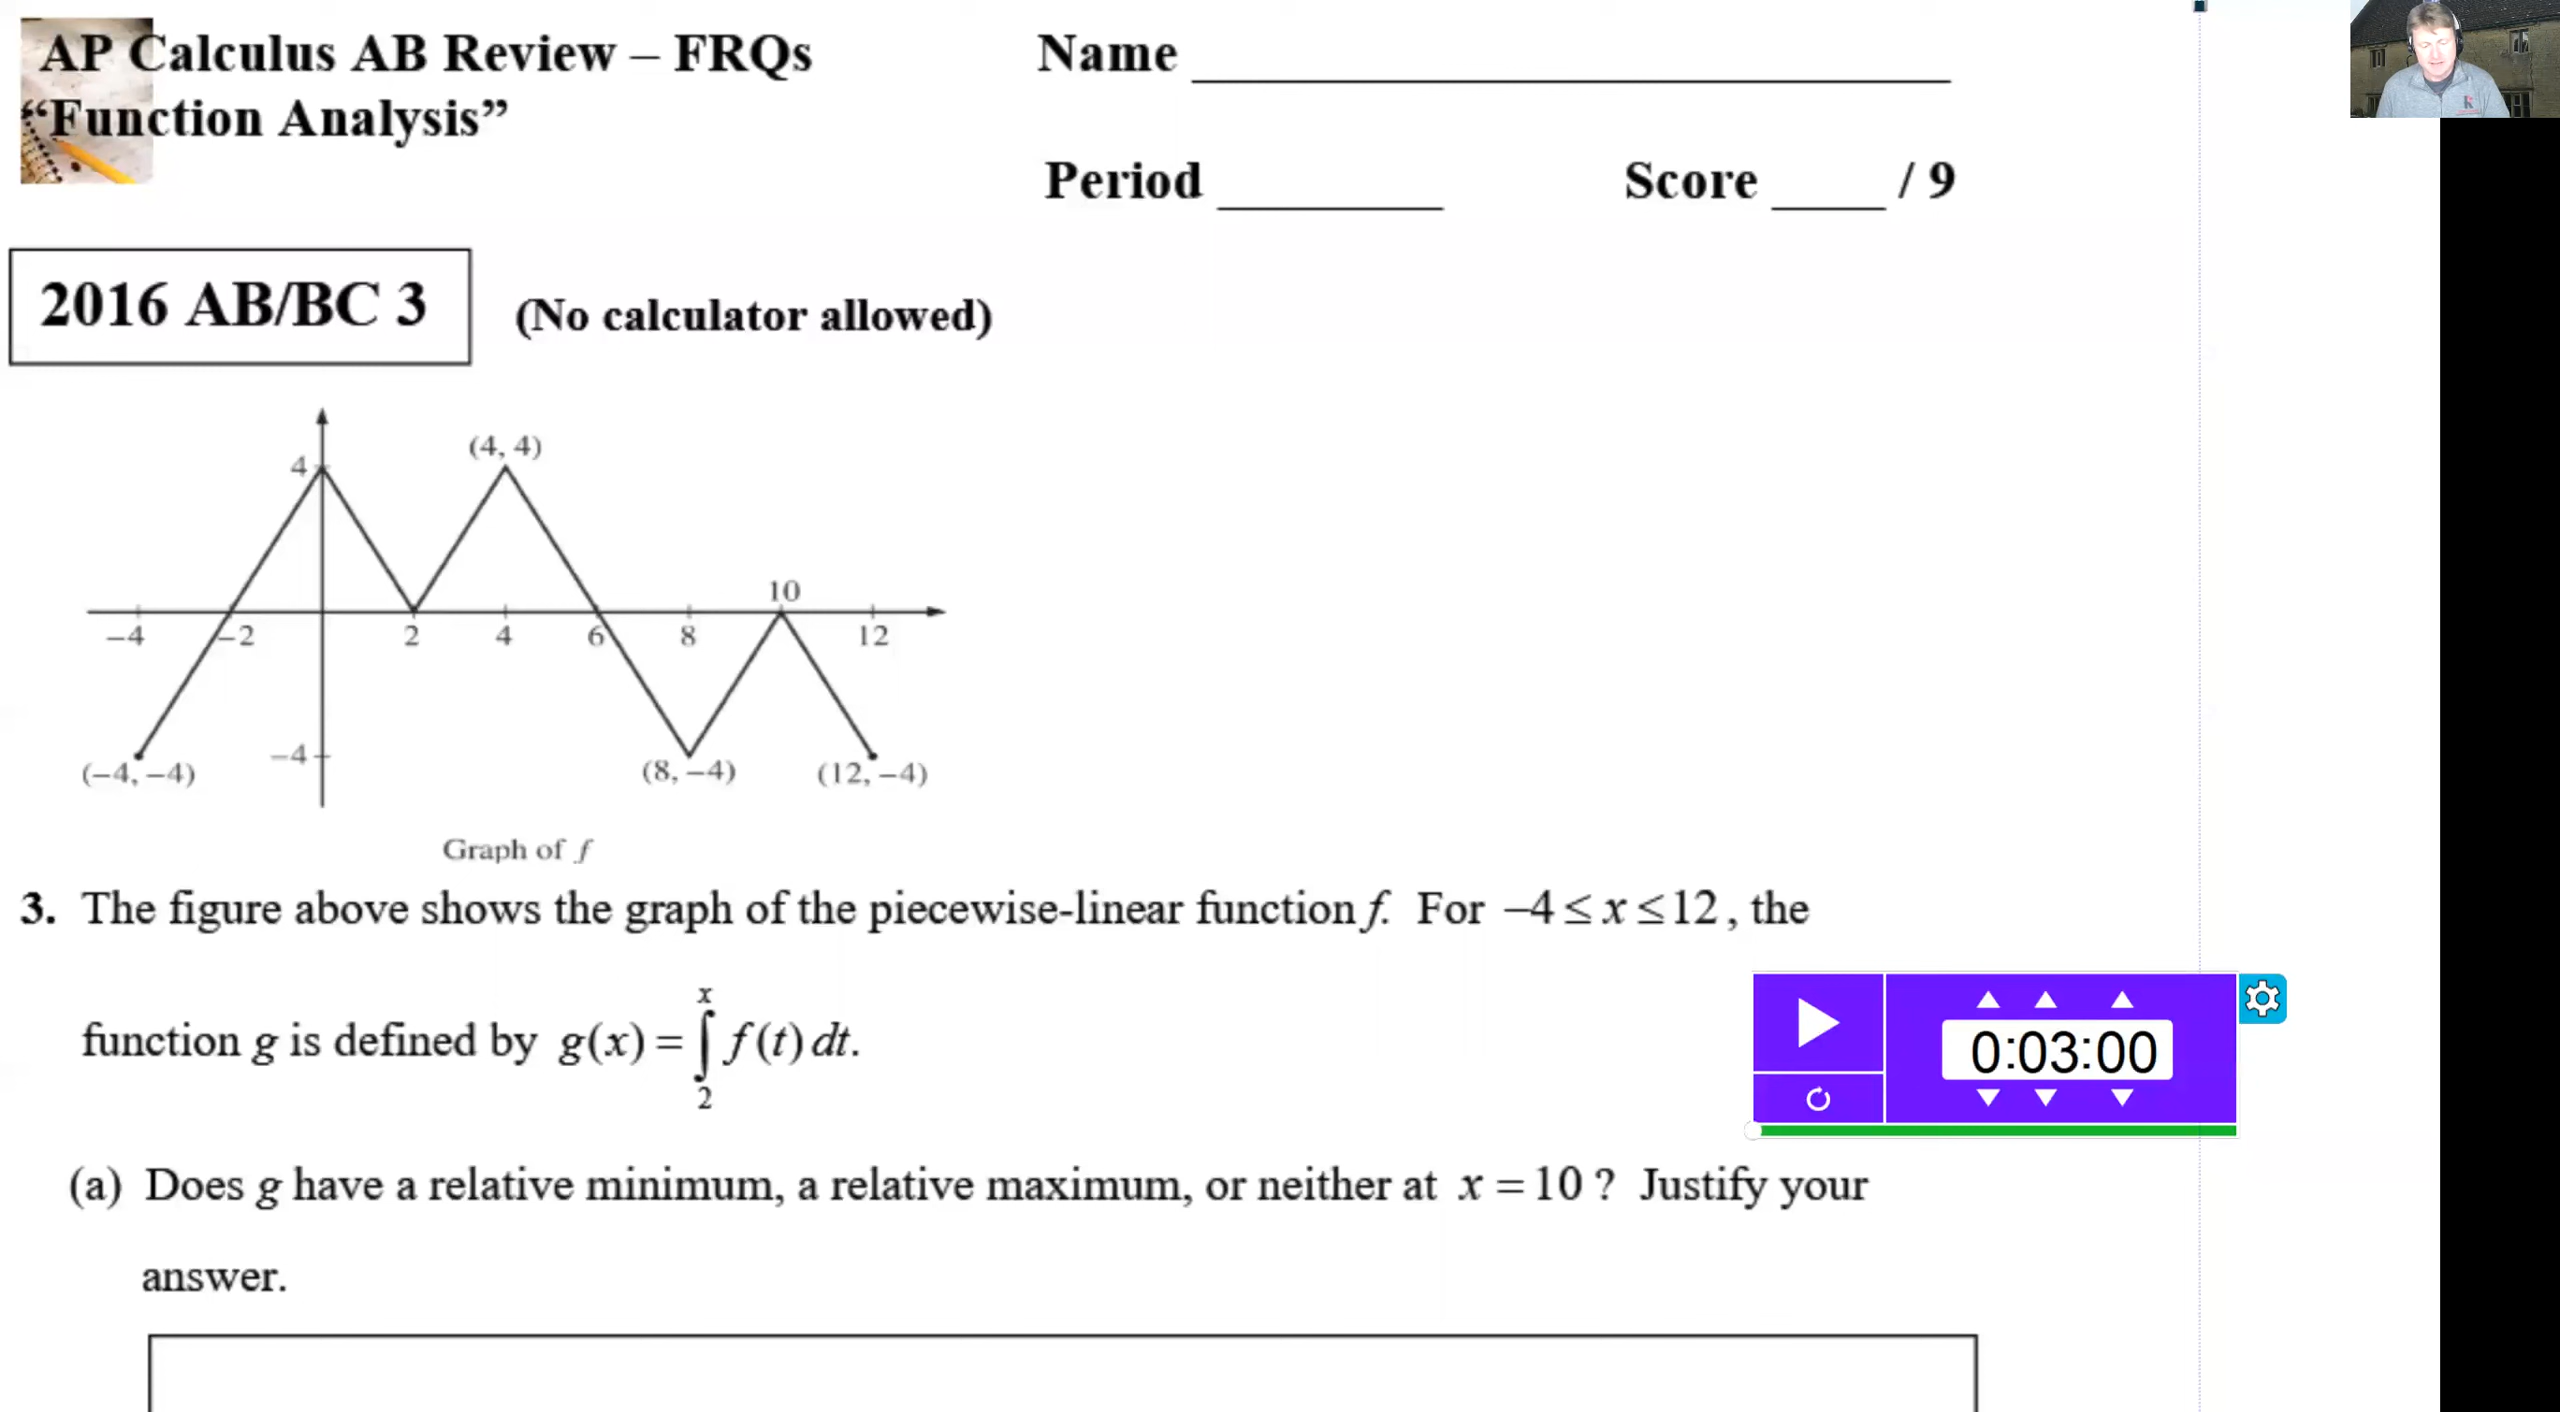 AP Calculus AB Review – FRQs
Name
“Function Analysis”
Period
Score
/ 9
2016 AB/BC 3
(No calculator allowed)
(4, 4)
4
10
−4
−2
2
4
6
8
12
−4
(−4, −4)
(8, −4)
(12, −4)
Graph of f
3. The figure above shows the graph of the piecewise-linear function f. For −4 ≤ x ≤ 12, the
function g is defined by g(x) = ∫₂ˣ f(t) dt.
0:03:00
(a) Does g have a relative minimum, a relative maximum, or neither at x = 10 ? Justify your
answer.